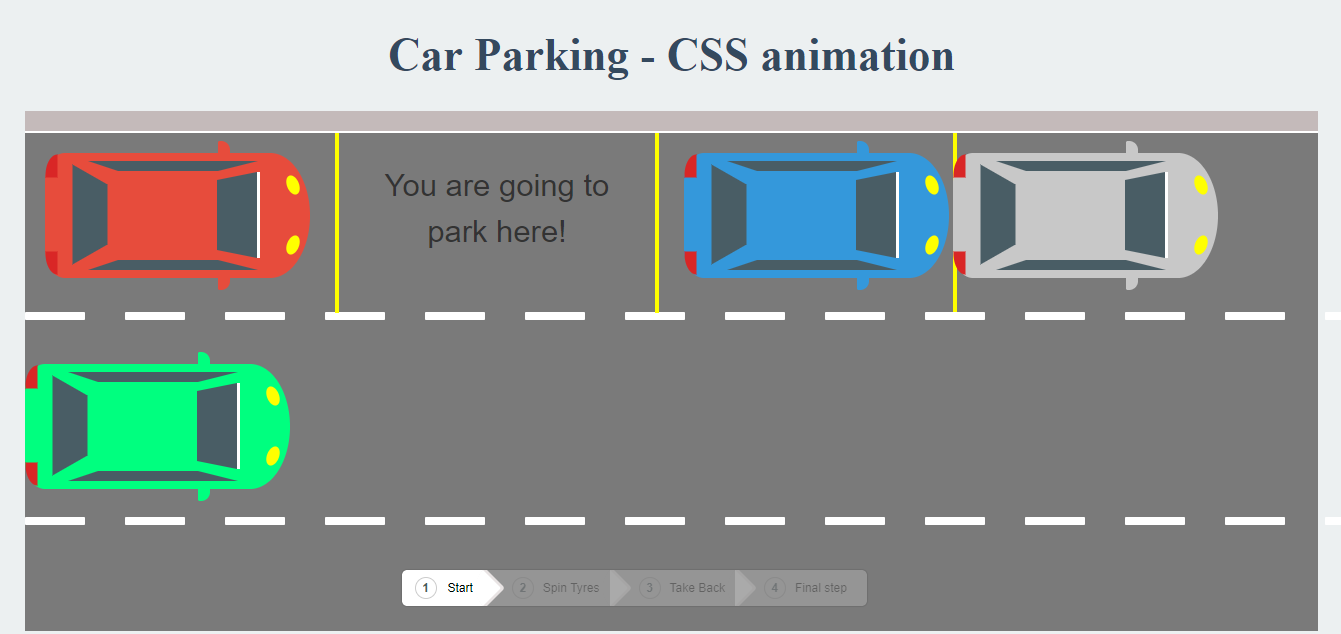 Car Parking - CSS animation
You are going to
park here!
1 Start 2 Spin Tyres 3 Take Back 4 Final step